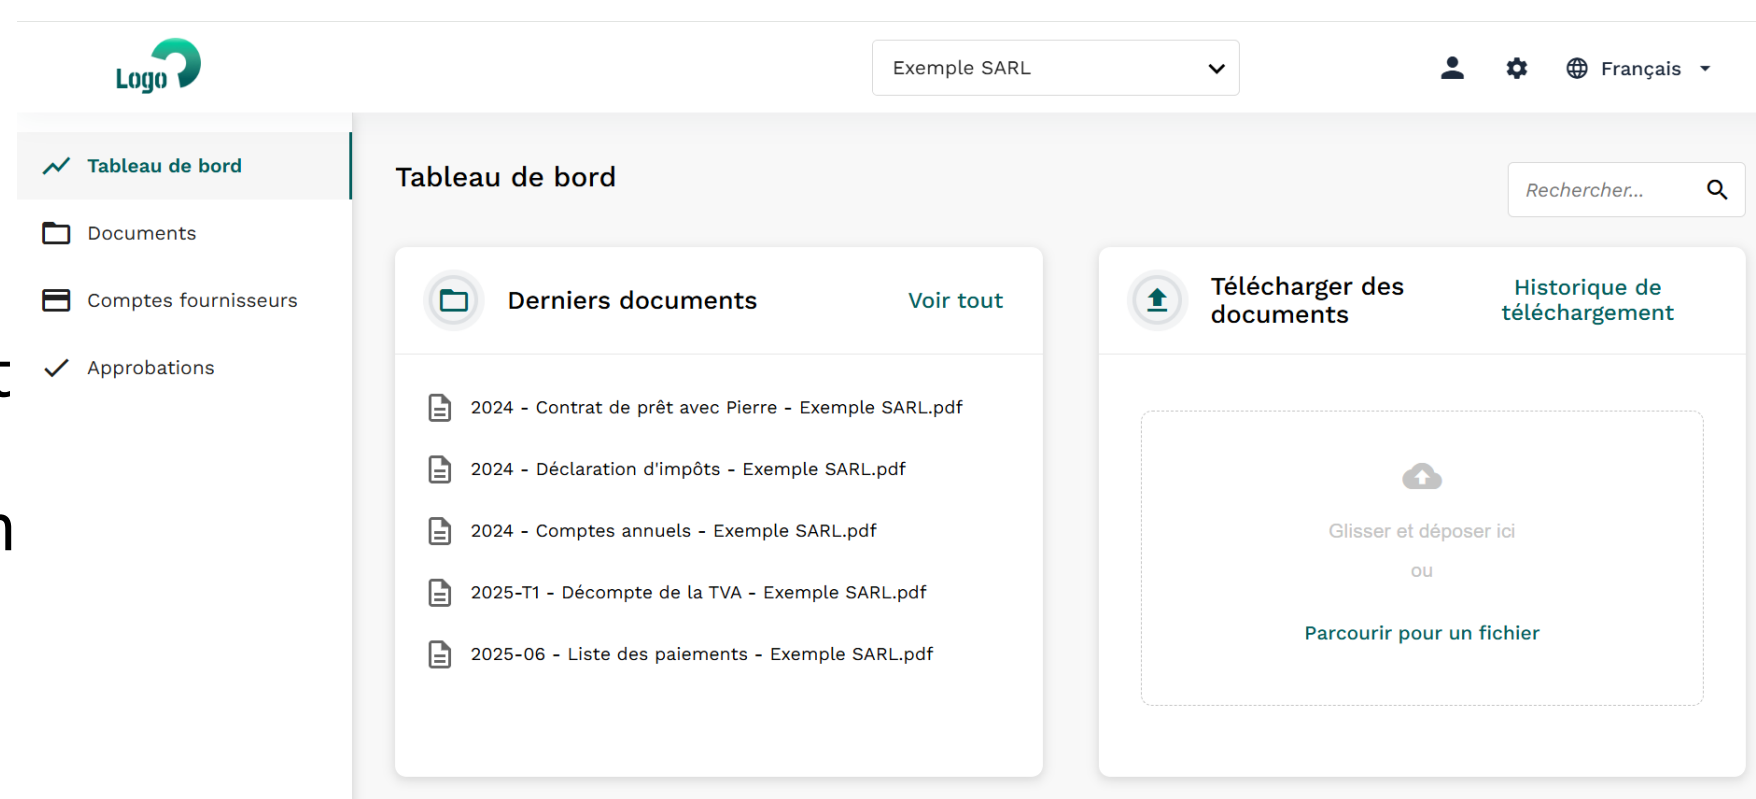 Logo
Exemple SARL
Français
Tableau de bord
Documents
Comptes fournisseurs
Approbations
t
n
Tableau de bord
Rechercher...
Derniers documents
Voir tout
2024 - Contrat de prêt avec Pierre - Exemple SARL.pdf
2024 - Déclaration d'impôts - Exemple SARL.pdf
2024 - Comptes annuels - Exemple SARL.pdf
2025-T1 - Décompte de la TVA - Exemple SARL.pdf
2025-06 - Liste des paiements - Exemple SARL.pdf
Télécharger des
documents
Historique de
téléchargement
Glisser et déposer ici
ou
Parcourir pour un fichier